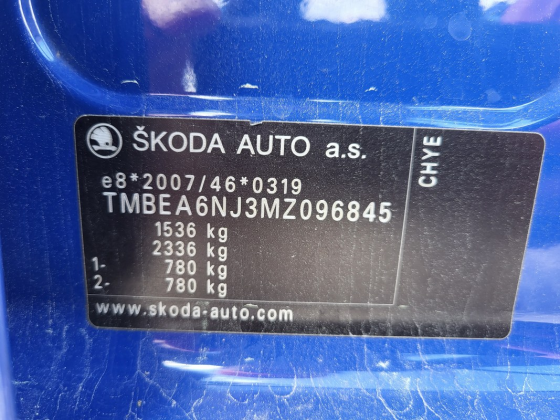 ŠKODA AUTO a.s.
CHYE
e8*2007/46*0319
TMBEA6NJ3MZ096845
1536 kg
2336 kg
1- 780 kg
2- 780 kg
www.skoda-auto.com